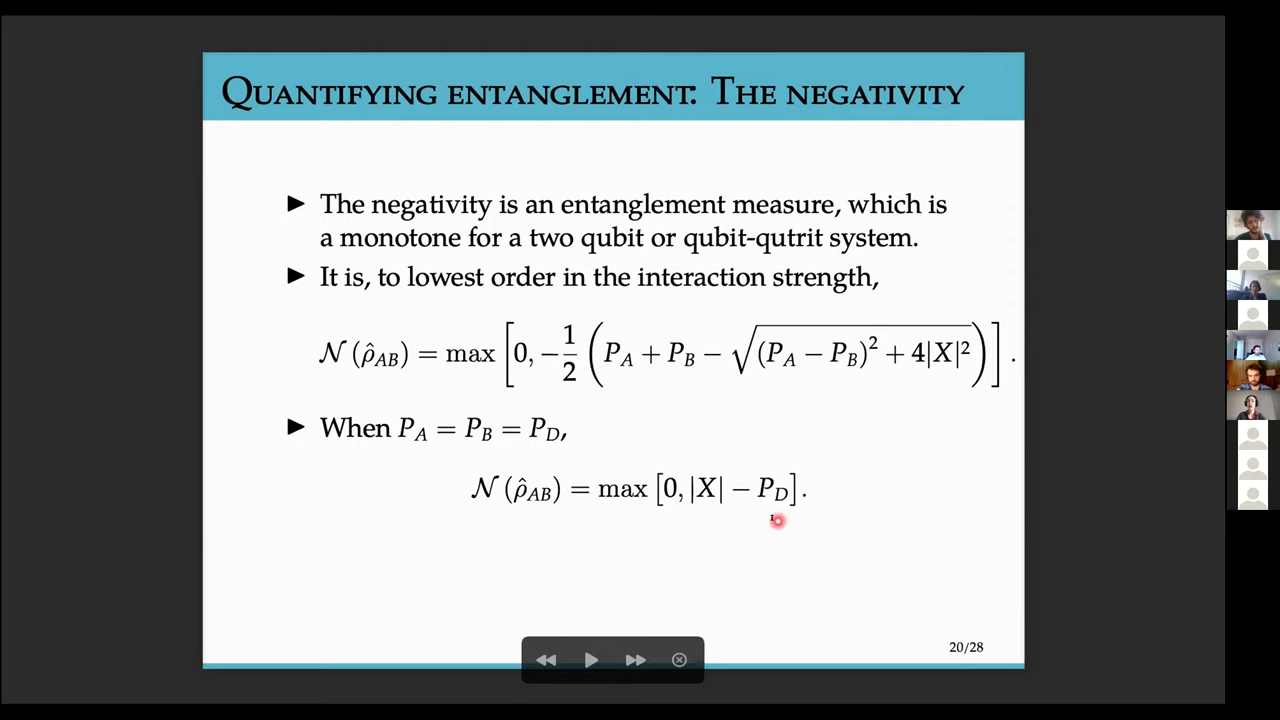 QUANTIFYING ENTANGLEMENT: THE NEGATIVITY
► The negativity is an entanglement measure, which is
a monotone for a two qubit or qubit-qutrit system.
► It is, to lowest order in the interaction strength,
𝒩(ρ̂_AB) = max [0, −1/2 (P_A + P_B − √((P_A − P_B)² + 4|X|²))].
► When P_A = P_B = P_D,
𝒩(ρ̂_AB) = max [0, |X| − P_D].
20/28